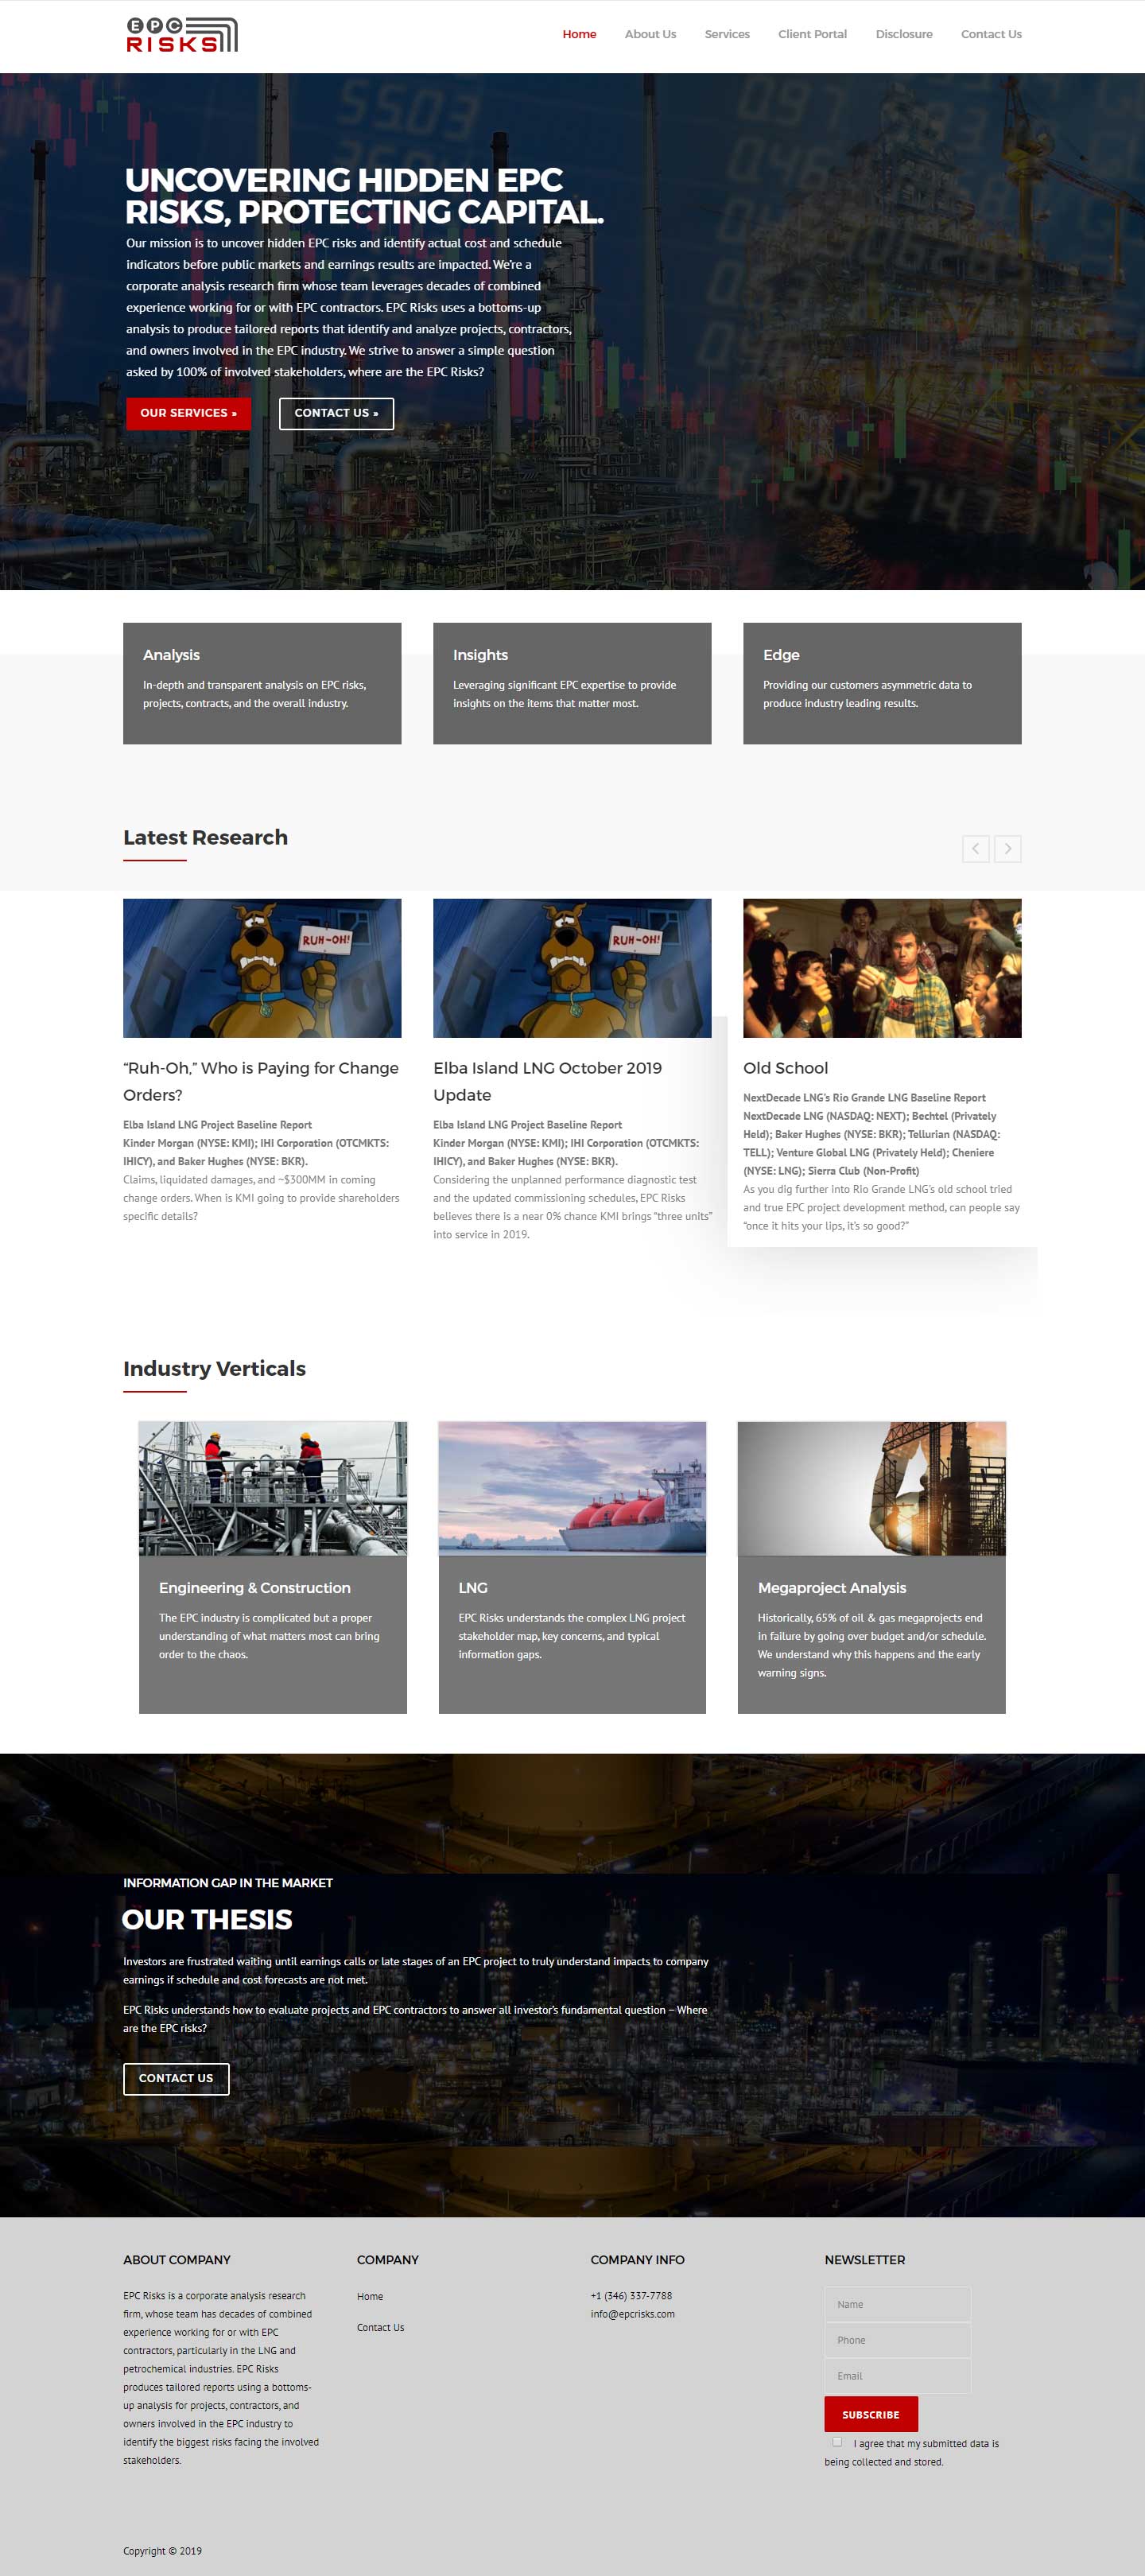 EPC
RISKS
Home About Us Services Client Portal Disclosure Contact Us
UNCOVERING HIDDEN EPC
RISKS, PROTECTING CAPITAL.
Our mission is to uncover hidden EPC risks and identify actual cost and schedule
indicators before public markets and earnings results are impacted. We're a
corporate analysis research firm whose team leverages decades of combined
experience working for or with EPC contractors. EPC Risks uses a bottoms-up
analysis to produce tailored reports that identify and analyze projects, contractors,
and owners involved in the EPC industry. We strive to answer a simple question
asked by 100% of involved stakeholders, where are the EPC Risks?
OUR SERVICES » CONTACT US »
Analysis
In-depth and transparent analysis on EPC risks,
projects, contracts, and the overall industry.
Insights
Leveraging significant EPC expertise to provide
insights on the items that matter most.
Edge
Providing our customers asymmetric data to
produce industry leading results.
Latest Research
RUH-OH!
“Ruh-Oh,” Who is Paying for Change
Orders?
Elba Island LNG Project Baseline Report
Kinder Morgan (NYSE: KMI); IHI Corporation (OTCMKTS:
IHICY), and Baker Hughes (NYSE: BKR).
Claims, liquidated damages, and ~$300MM in coming
change orders. When is KMI going to provide shareholders
specific details?
RUH-OH!
Elba Island LNG October 2019
Update
Elba Island LNG Project Baseline Report
Kinder Morgan (NYSE: KMI); IHI Corporation (OTCMKTS:
IHICY), and Baker Hughes (NYSE: BKR).
Considering the unplanned performance diagnostic test
and the updated commissioning schedules, EPC Risks
believes there is a near 0% chance KMI brings “three units”
into service in 2019.
Old School
NextDecade LNG's Rio Grande LNG Baseline Report
NextDecade LNG (NASDAQ: NEXT); Bechtel (Privately
Held); Baker Hughes (NYSE: BKR); Tellurian (NASDAQ:
TELL); Venture Global LNG (Privately Held); Cheniere
(NYSE: LNG); Sierra Club (Non-Profit)
As you dig further into Rio Grande LNG's old school tried
and true EPC project development method, can people say
“once it hits your lips, it's so good?”
Industry Verticals
Engineering & Construction
The EPC industry is complicated but a proper
understanding of what matters most can bring
order to the chaos.
LNG
EPC Risks understands the complex LNG project
stakeholder map, key concerns, and typical
information gaps.
Megaproject Analysis
Historically, 65% of oil & gas megaprojects end
in failure by going over budget and/or schedule.
We understand why this happens and the early
warning signs.
INFORMATION GAP IN THE MARKET
OUR THESIS
Investors are frustrated waiting until earnings calls or late stages of an EPC project to truly understand impacts to company
earnings if schedule and cost forecasts are not met.
EPC Risks understands how to evaluate projects and EPC contractors to answer all investor's fundamental question – Where
are the EPC risks?
CONTACT US
ABOUT COMPANY
EPC Risks is a corporate analysis research
firm, whose team has decades of combined
experience working for or with EPC
contractors, particularly in the LNG and
petrochemical industries. EPC Risks
produces tailored reports using a bottoms-
up analysis for projects, contractors, and
owners involved in the EPC industry to
identify the biggest risks facing the involved
stakeholders.
COMPANY
Home
Contact Us
COMPANY INFO
+1 (346) 337-7788
info@epcrisks.com
NEWSLETTER
Name
Phone
Email
SUBSCRIBE
I agree that my submitted data is
being collected and stored.
Copyright © 2019